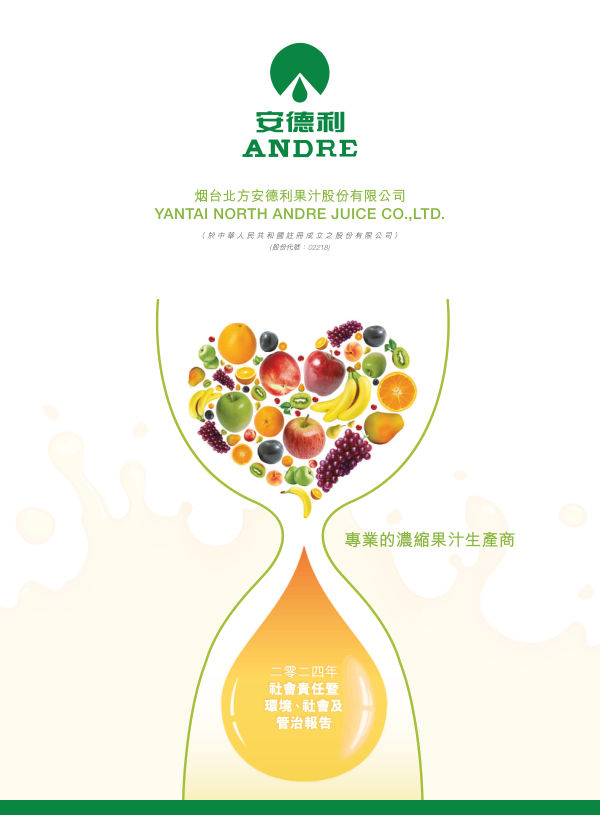 安德利
ANDRE
烟台北方安德利果汁股份有限公司
YANTAI NORTH ANDRE JUICE CO.,LTD.
（於中華人民共和國註冊成立之股份有限公司）
(股份代號：02218)
專業的濃縮果汁生產商
二零二四年
社會責任暨
環境、社會及
管治報告